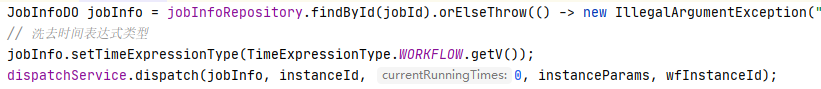 JobInfoDO jobInfo = jobInfoRepository.findById(jobId).orElseThrow(() -> new IllegalArgumentException("
// 洗去时间表达式类型
jobInfo.setTimeExpressionType(TimeExpressionType.WORKFLOW.getV());
dispatchService.dispatch(jobInfo, instanceId, currentRunningTimes: 0, instanceParams, wfInstanceId);